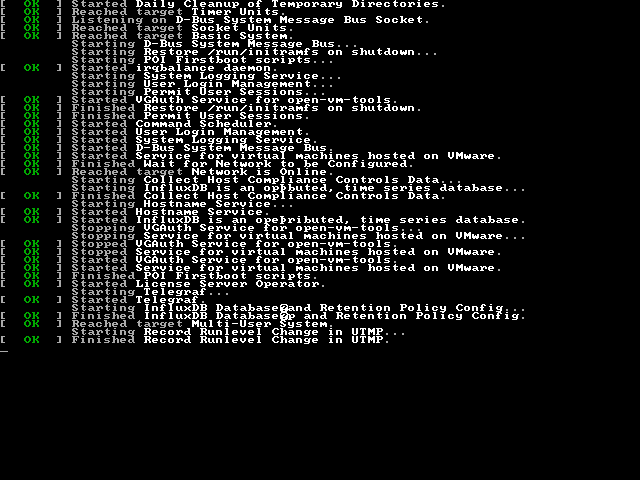 [  OK  ] Started Daily Cleanup of Temporary Directories.
[  OK  ] Reached target Timer Units.
[  OK  ] Listening on D-Bus System Message Bus Socket.
[  OK  ] Reached target Socket Units.
[  OK  ] Reached target Basic System.
Starting D-Bus System Message Bus...
Starting Restore /run/initramfs on shutdown...
Starting POI Firstboot scripts...
[  OK  ] Started irqbalance daemon.
Starting System Logging Service...
Starting User Login Management...
Starting Permit User Sessions...
[  OK  ] Started VGAuth Service for open-vm-tools.
[  OK  ] Finished Restore /run/initramfs on shutdown.
[  OK  ] Finished Permit User Sessions.
[  OK  ] Started Command Scheduler.
[  OK  ] Started User Login Management.
[  OK  ] Started System Logging Service.
[  OK  ] Started D-Bus System Message Bus.
[  OK  ] Started Service for virtual machines hosted on VMware.
[  OK  ] Finished Wait for Network to be Configured.
[  OK  ] Reached target Network is Online.
Starting Collect Host Compliance Controls Data...
Starting InfluxDB is an time series database...
[  OK  ] Finished Collect Host Compliance Controls Data.
Starting Hostname Service...
[  OK  ] Started Hostname Service.
[  OK  ] Started InfluxDB is an time series database.
Stopping VGAuth Service for open-vm-tools...
Stopping Service for virtual machines hosted on VMware...
[  OK  ] Stopped VGAuth Service for open-vm-tools.
[  OK  ] Stopped Service for virtual machines hosted on VMware.
[  OK  ] Started VGAuth Service for open-vm-tools.
[  OK  ] Started Service for virtual machines hosted on VMware.
[  OK  ] Finished POI Firstboot scripts.
[  OK  ] Started License Server Operator.
Starting Telegraf...
[  OK  ] Started Telegraf.
Starting InfluxDB and Retention Policy Config...
[  OK  ] Finished InfluxDB and Retention Policy Config.
[  OK  ] Reached target Multi-User System.
Starting Record Runlevel Change in UTMP...
[  OK  ] Finished Record Runlevel Change in UTMP.